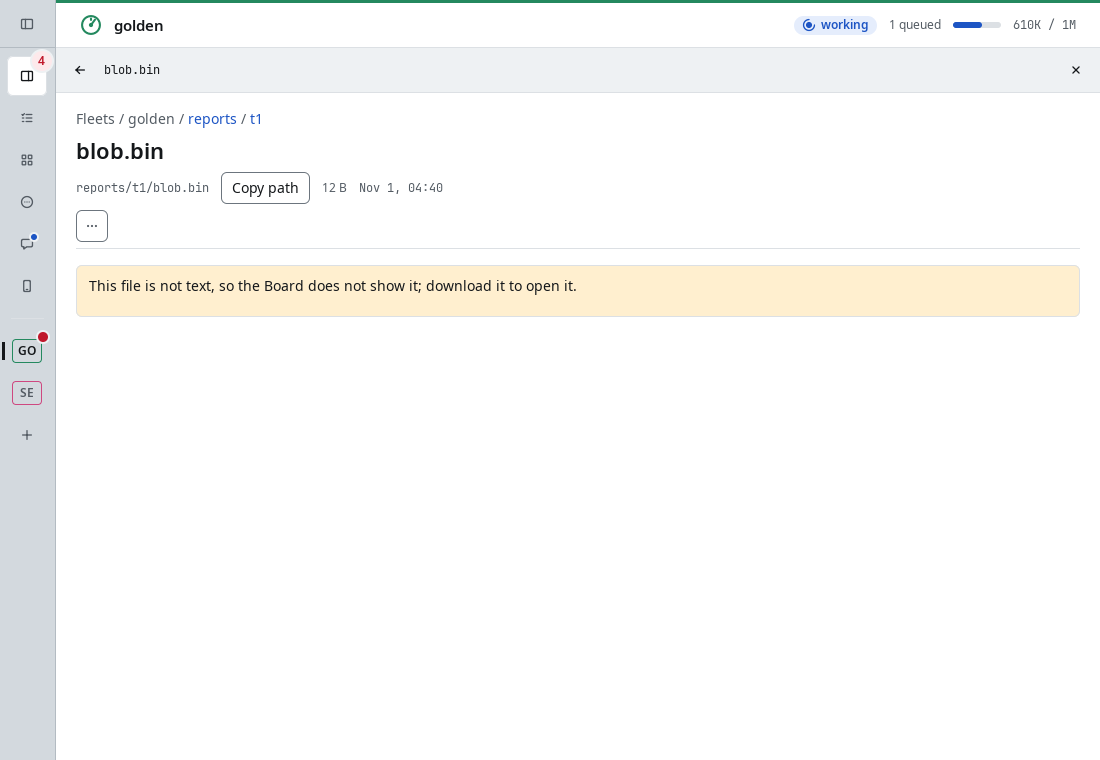 golden
working
1 queued
610K / 1M
4
blob.bin
Fleets / golden / reports / t1
blob.bin
reports/t1/blob.bin
Copy path
12 B
Nov 1, 04:40
This file is not text, so the Board does not show it; download it to open it.
GO
SE